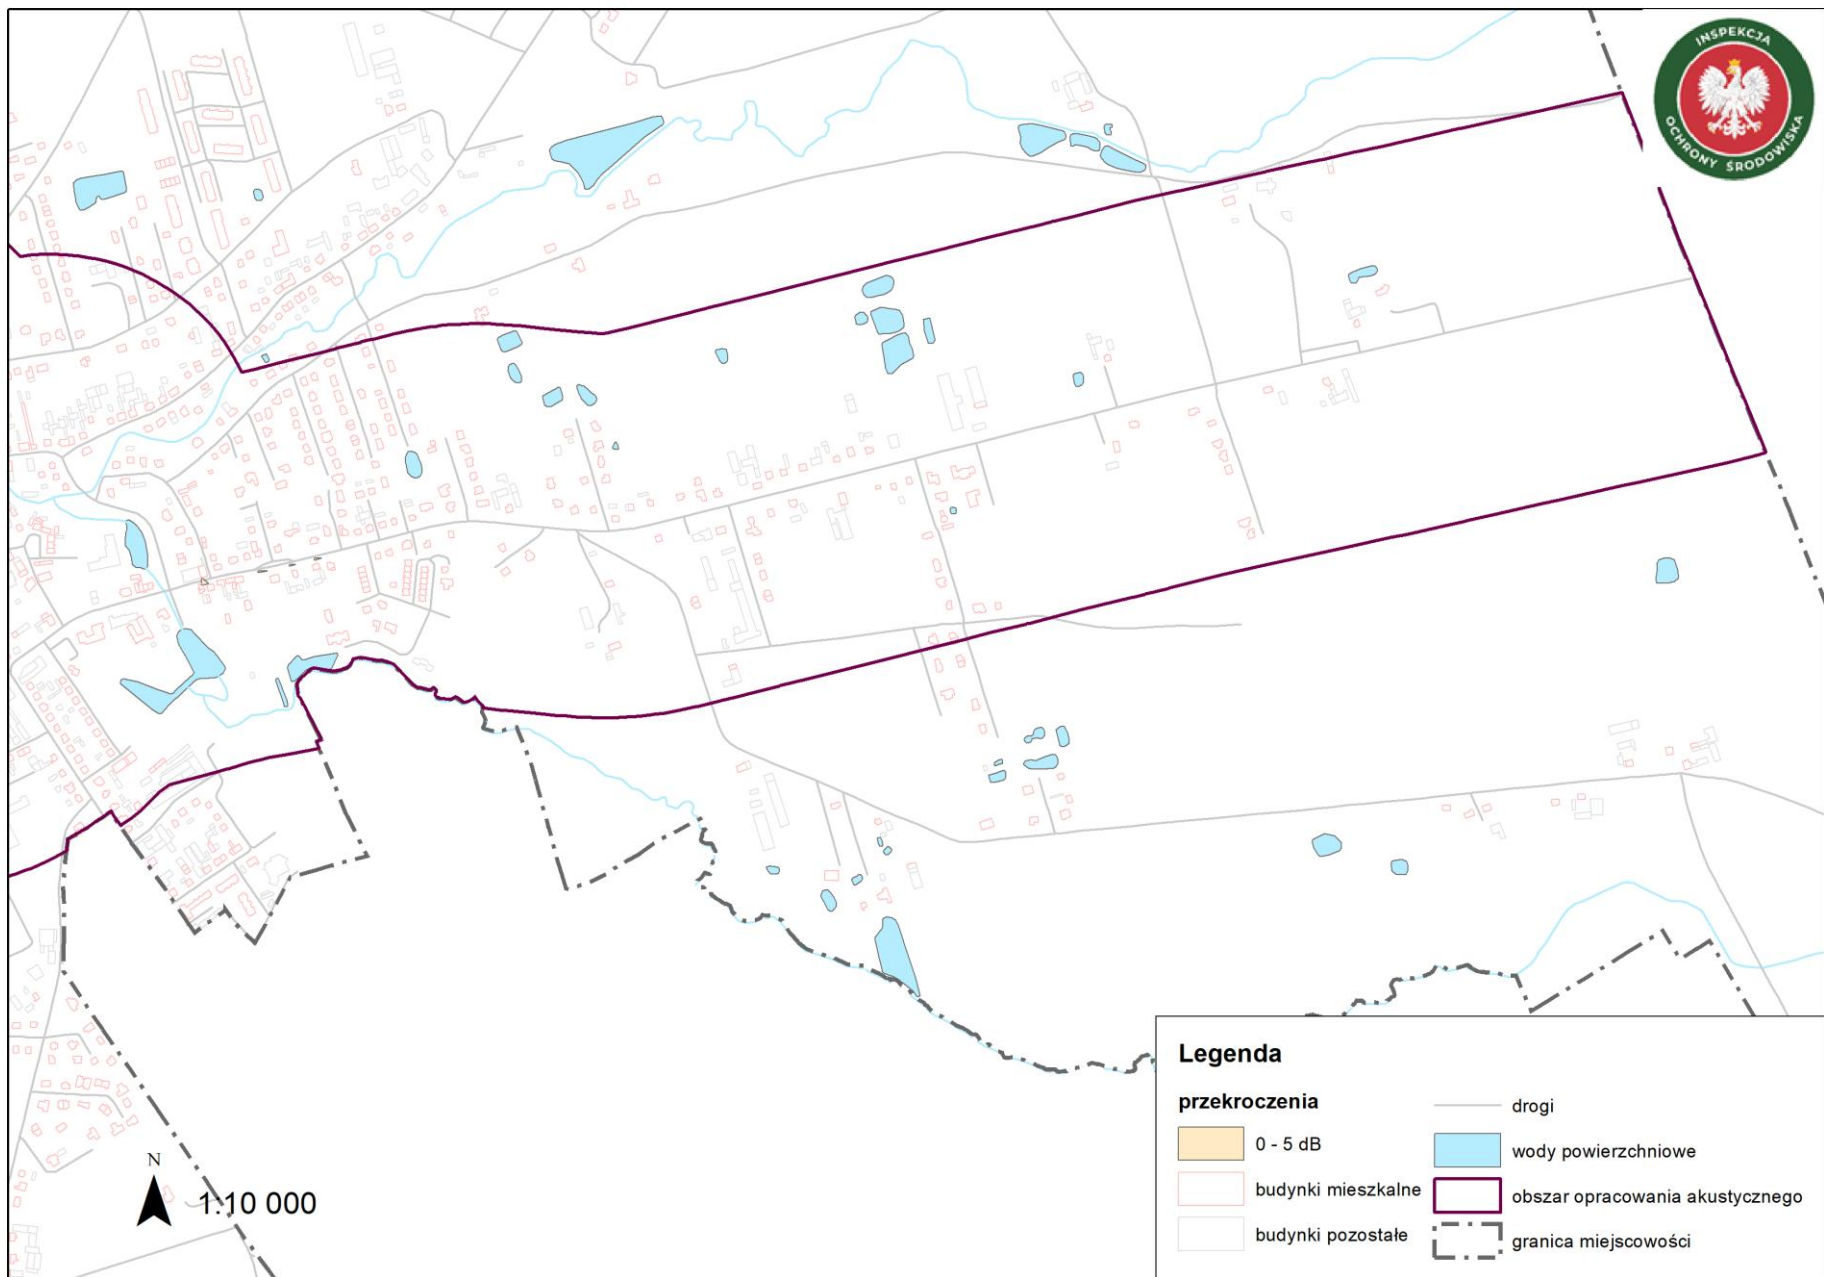 INSPEKCJA
OCHRONY ŚRODOWISKA
N
1:10 000
Legenda
przekroczenia
0 - 5 dB
budynki mieszkalne
budynki pozostałe
drogi
wody powierzchniowe
obszar opracowania akustycznego
granica miejscowości